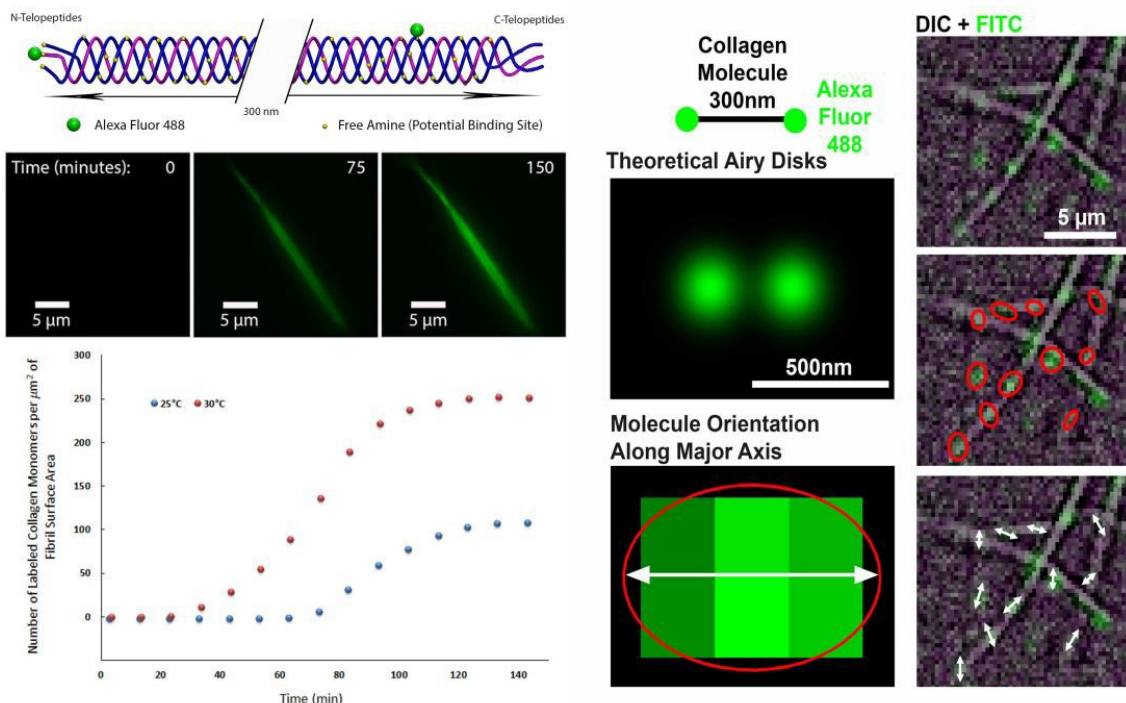 N-Telopeptides
C-Telopeptides
300 nm
Alexa Fluor 488
Free Amine (Potential Binding Site)
Time (minutes): 0
75
150
5 μm
5 μm
5 μm
Number of Labeled Collagen Monomers per μm² of
Fibril Surface Area
300
250
200
150
100
50
0
25°C
30°C
0
20
40
60
80
100
120
140
Time (min)
Collagen
Molecule
300nm
Alexa
Fluor
488
Theoretical Airy Disks
500nm
Molecule Orientation
Along Major Axis
DIC + FITC
5 μm